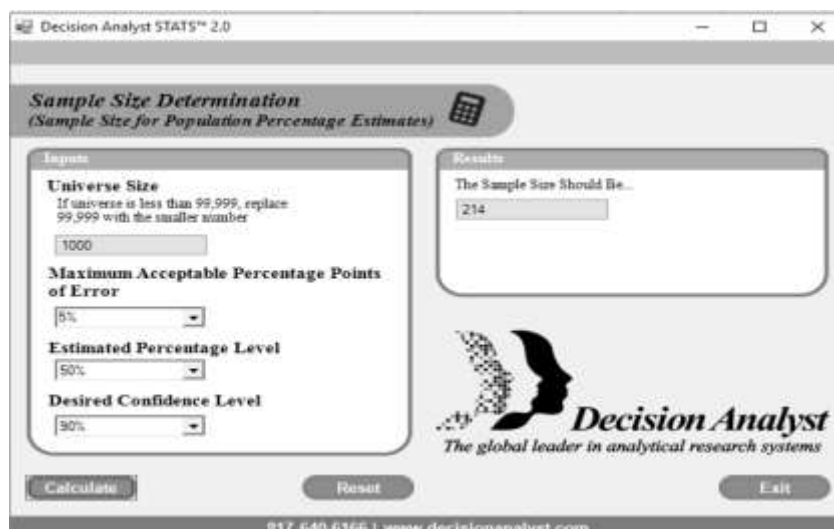 Decision Analyst STATS™ 2.0
Sample Size Determination
(Sample Size for Population Percentage Estimates)
Inputs
Universe Size
If universe is less than 99,999, replace
99,999 with the smaller number
1000
Maximum Acceptable Percentage Points
of Error
5%
Estimated Percentage Level
50%
Desired Confidence Level
90%
Results
The Sample Size Should Be...
214
Decision Analyst
The global leader in analytical research systems
Calculate
Reset
Exit
817-640-6166 | www.decisionanalyst.com